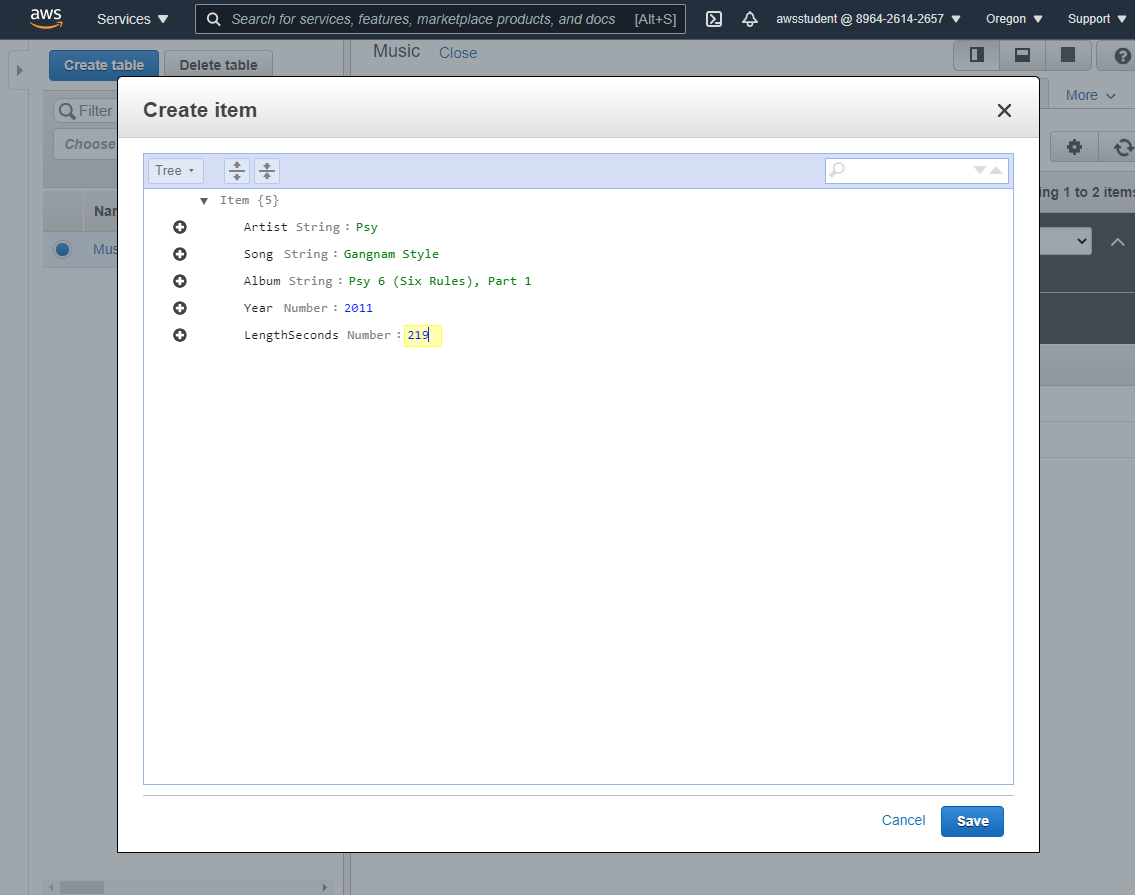 aws Services Search for services, features, marketplace products, and docs [Alt+S] awsstudent @ 8964-2614-2657 Oregon Support
Create table Delete table Music Close
Filter More
Choose
ing 1 to 2 items
Create item
Tree
Item {5}
Artist String : Psy
Song String : Gangnam Style
Album String : Psy 6 (Six Rules), Part 1
Year Number : 2011
LengthSeconds Number : 219
Nam
Mus
Cancel Save